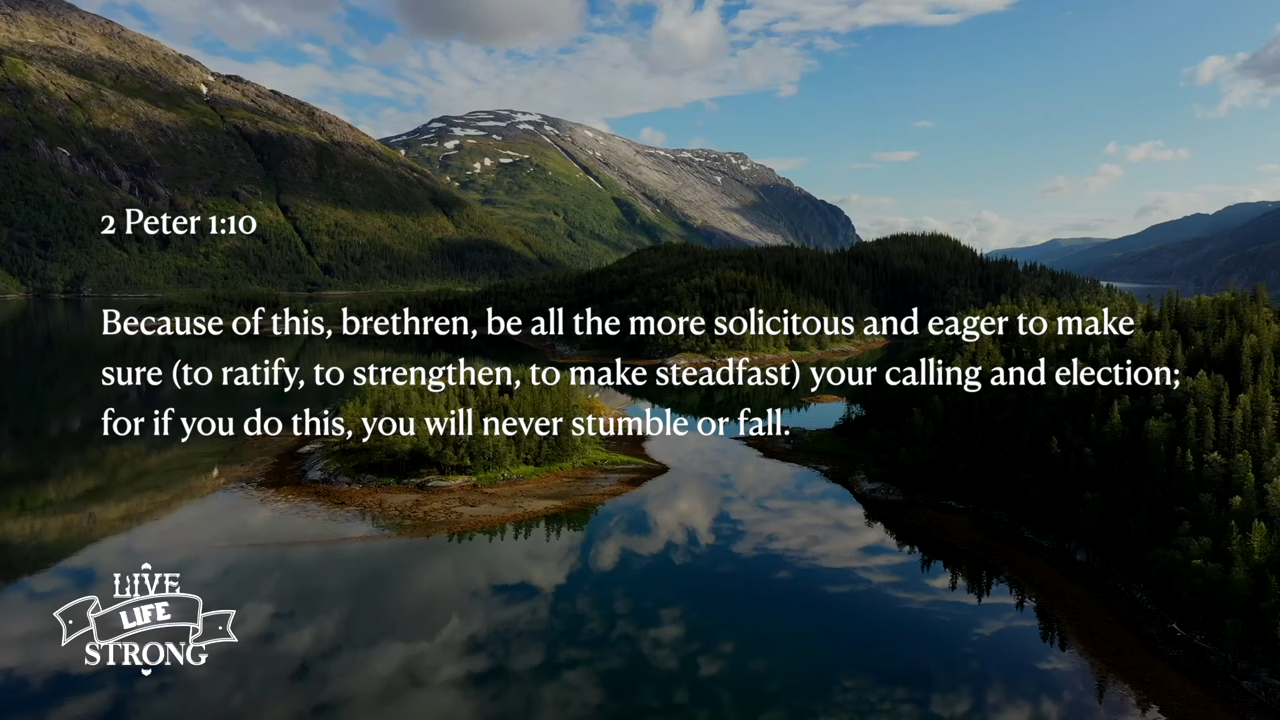 2 Peter 1:10
Because of this, brethren, be all the more solicitous and eager to make
sure (to ratify, to strengthen, to make steadfast) your calling and election;
for if you do this, you will never stumble or fall.
LIVE
LIFE
STRONG